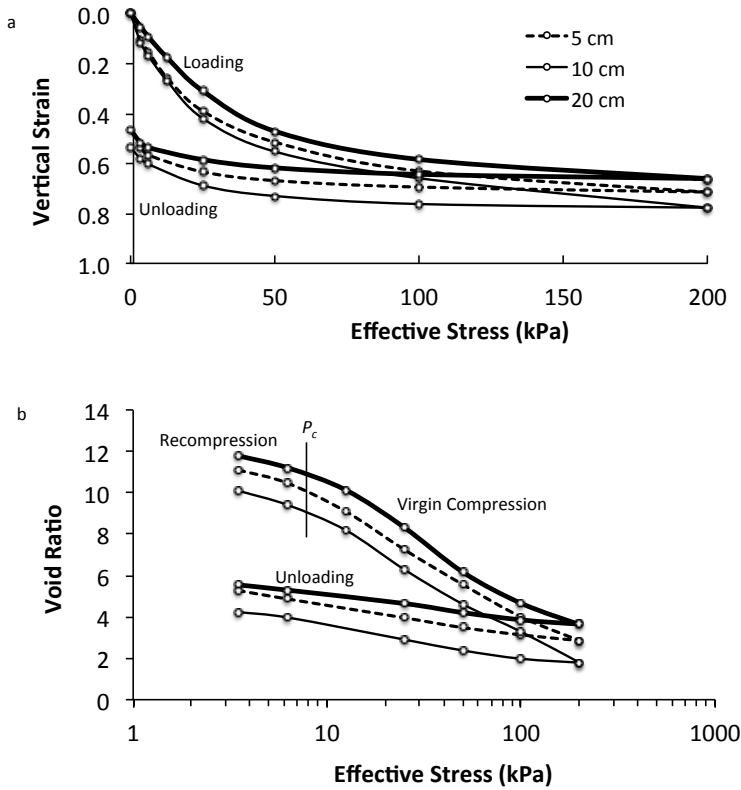 a
0.0
0.2
0.4
0.6
0.8
1.0
Vertical Strain
Loading
Unloading
5 cm
10 cm
20 cm
0
50
100
150
200
Effective Stress (kPa)
b
14
12
10
8
6
4
2
0
Void Ratio
Recompression
Pc
Virgin Compression
Unloading
1
10
100
1000
Effective Stress (kPa)